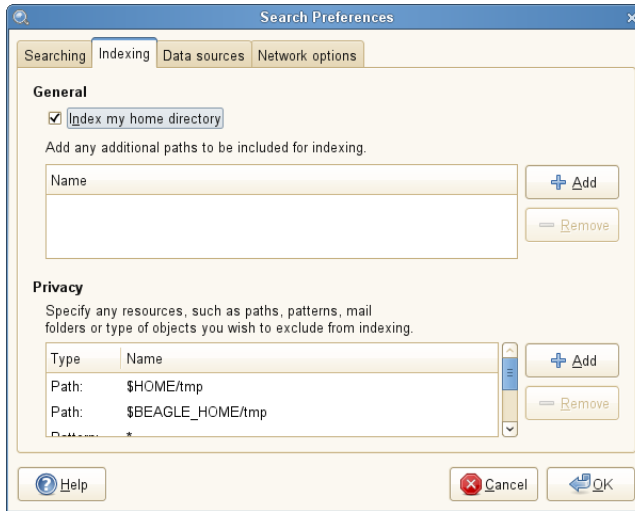 Search Preferences
Searching Indexing Data sources Network options
General
Index my home directory
Add any additional paths to be included for indexing.
Name
Add
Remove
Privacy
Specify any resources, such as paths, patterns, mail
folders or type of objects you wish to exclude from indexing.
Type Name
Add
Path: $HOME/tmp
Path: $BEAGLE_HOME/tmp
Remove
Help
Cancel
OK